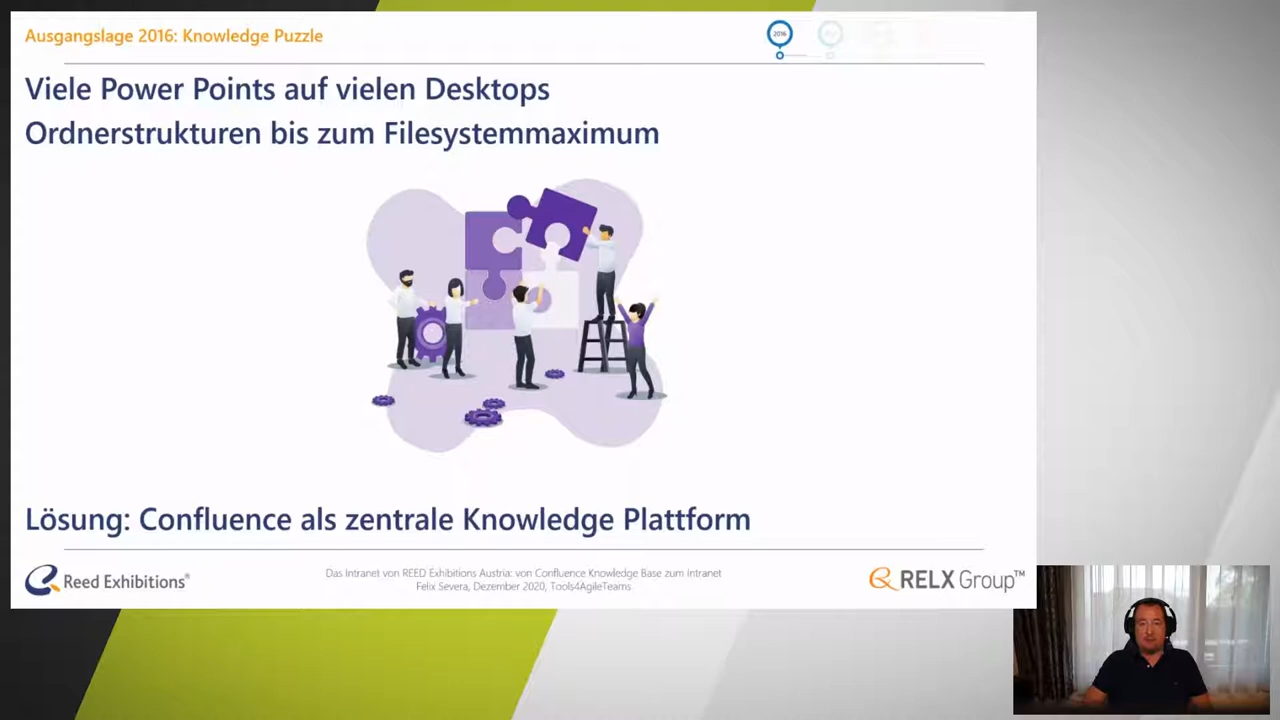 Ausgangslage 2016: Knowledge Puzzle
2016
Viele Power Points auf vielen Desktops
Ordnerstrukturen bis zum Filesystemmaximum
Lösung: Confluence als zentrale Knowledge Plattform
Reed Exhibitions®
Das Intranet von REED Exhibitions Austria: von Confluence Knowledge Base zum Intranet
Felix Severa, Dezember 2020, Tools4AgileTeams
RELX Group™